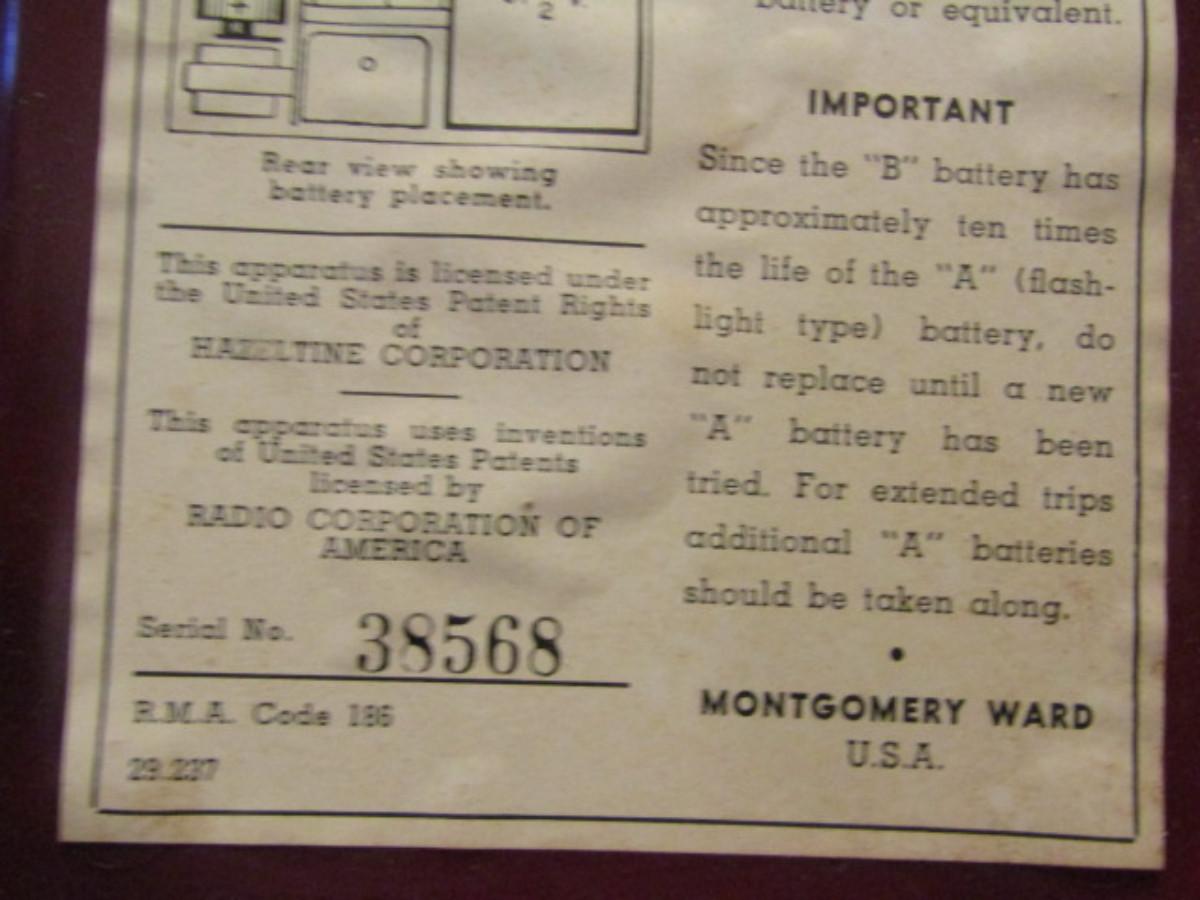 2
Rear view showing
battery placement.
This apparatus is licensed under
the United States Patent Rights
of
HAZELTINE CORPORATION
This apparatus uses inventions
of United States Patents
licensed by
RADIO CORPORATION OF
AMERICA
Serial No. 38568
R.M.A. Code 186
29.237
battery or equivalent.
IMPORTANT
Since the "B" battery has
approximately ten times
the life of the "A" (flash-
light type) battery, do
not replace until a new
"A" battery has been
tried. For extended trips
additional "A" batteries
should be taken along.
•
MONTGOMERY WARD
U.S.A.